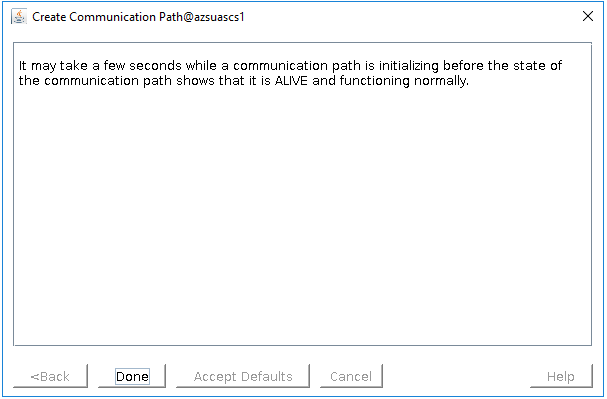 Create Communication Path@azsuascs1
It may take a few seconds while a communication path is initializing before the state of
the communication path shows that it is ALIVE and functioning normally.
<Back Done Accept Defaults Cancel Help